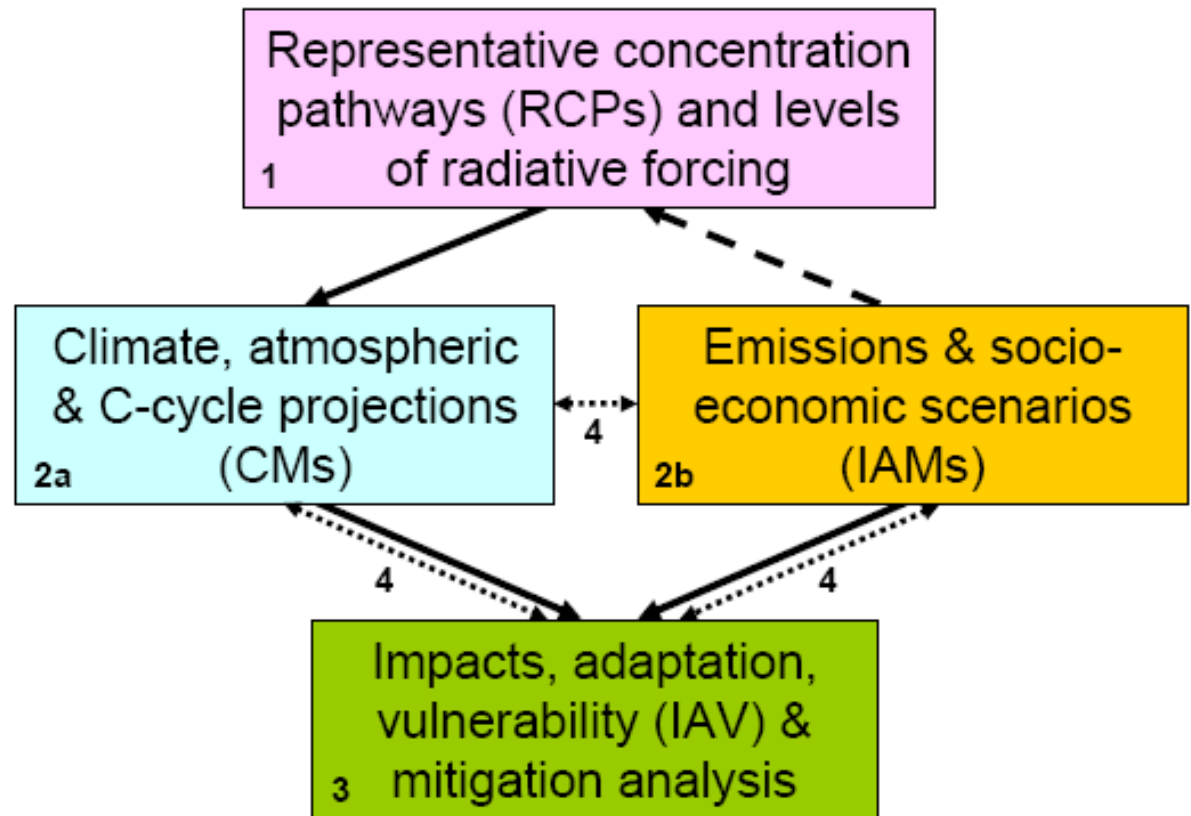 Representative concentration
pathways (RCPs) and levels
1 of radiative forcing
Climate, atmospheric
& C-cycle projections
2a (CMs)
4
Emissions & socio-
economic scenarios
2b (IAMs)
4
4
Impacts, adaptation,
vulnerability (IAV) &
3 mitigation analysis